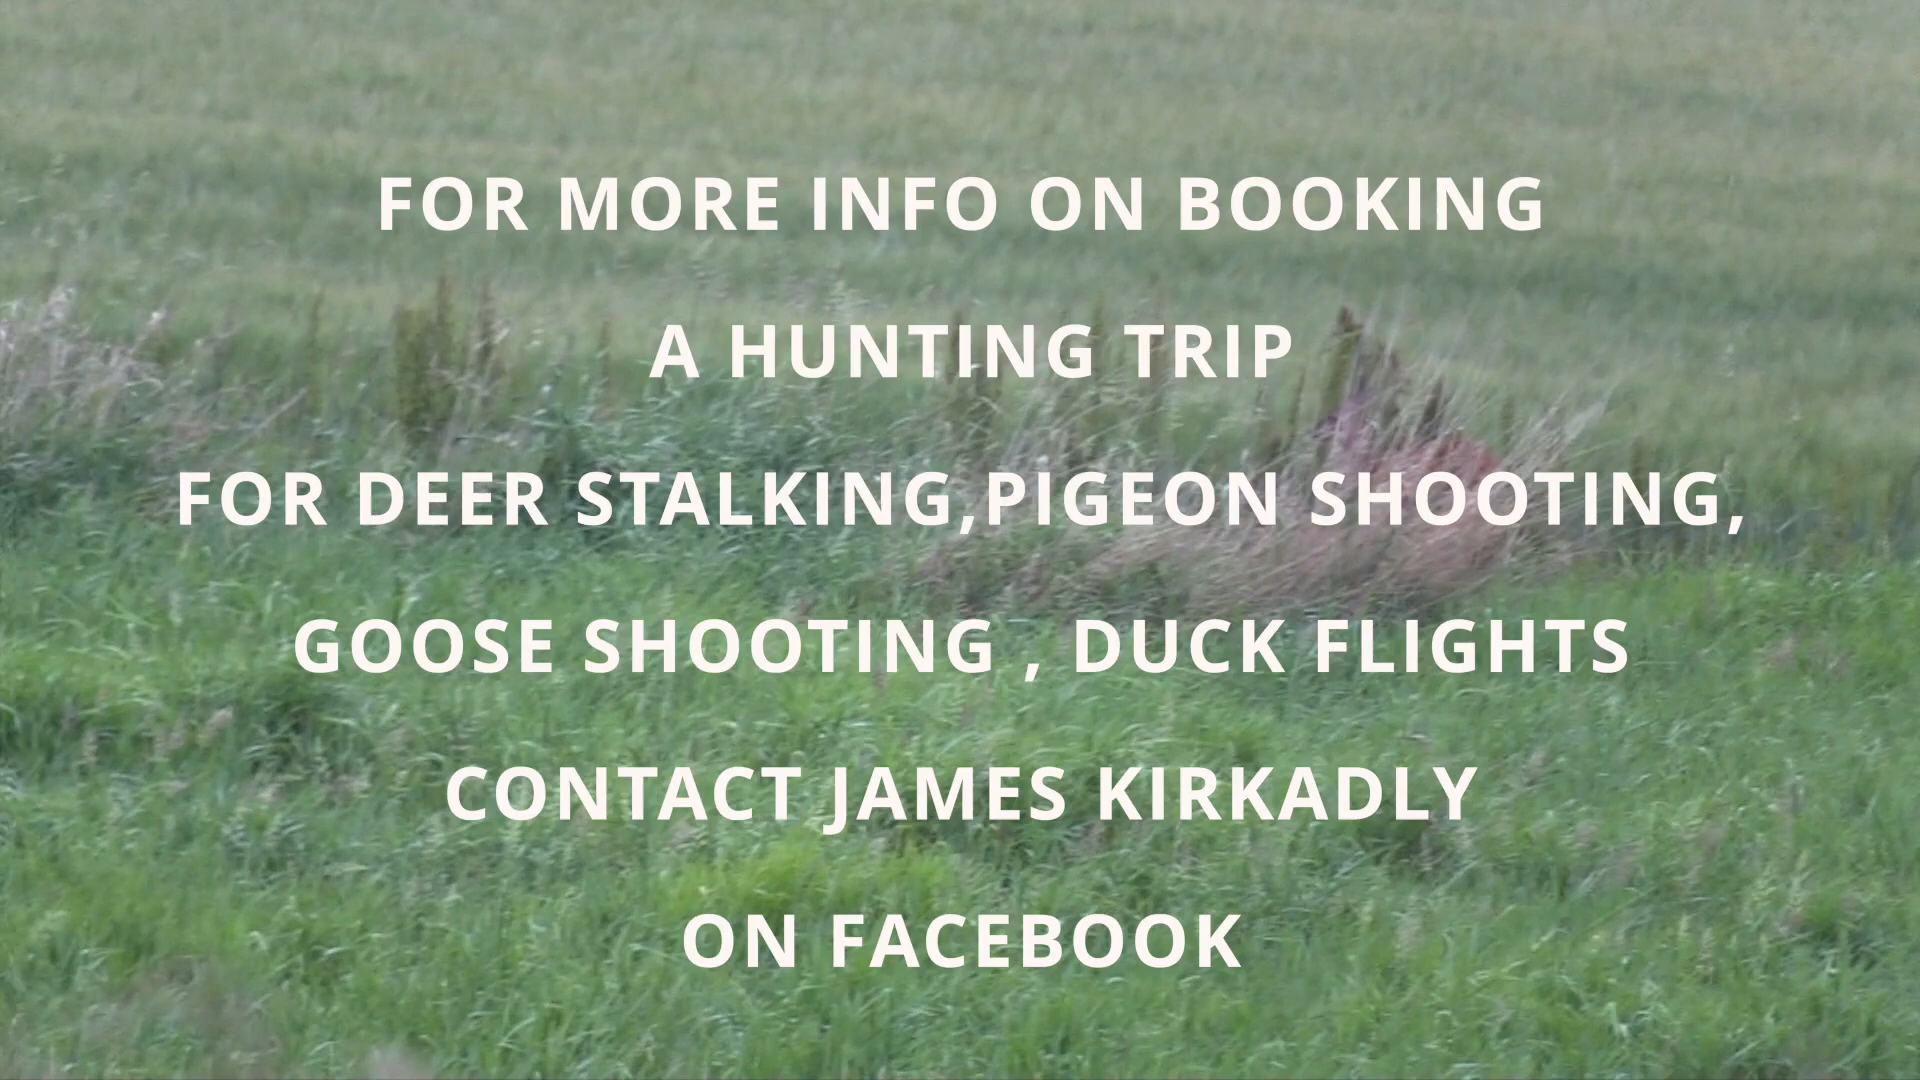 FOR MORE INFO ON BOOKING
A HUNTING TRIP
FOR DEER STALKING,PIGEON SHOOTING,
GOOSE SHOOTING , DUCK FLIGHTS
CONTACT JAMES KIRKADLY
ON FACEBOOK